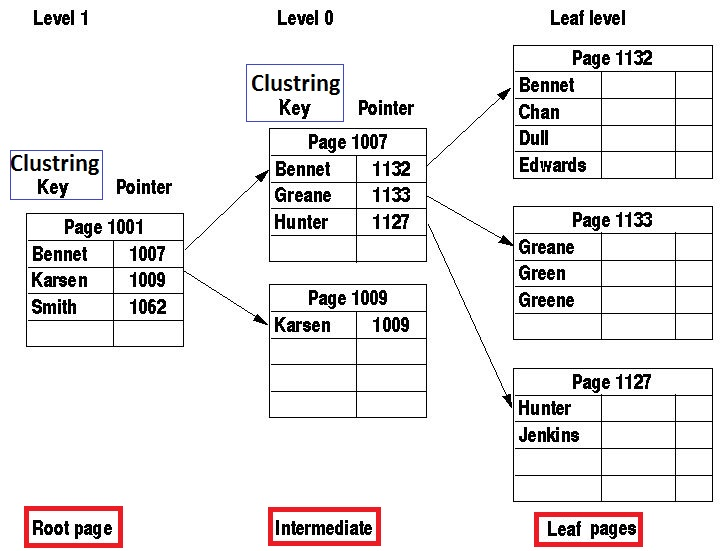 Level 1
Level 0
Leaf level
Clustring
Key Pointer
Page 1001
Bennet 1007
Karsen 1009
Smith 1062
Clustring
Key Pointer
Page 1007
Bennet 1132
Greane 1133
Hunter 1127
Page 1009
Karsen 1009
Page 1132
Bennet
Chan
Dull
Edwards
Page 1133
Greane
Green
Greene
Page 1127
Hunter
Jenkins
Root page
Intermediate
Leaf pages